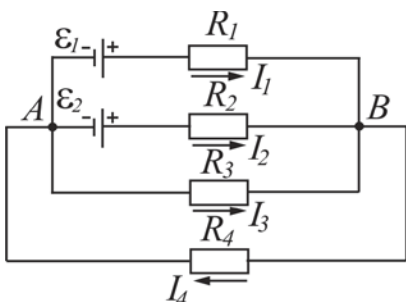 R₁
ε₁ - +
I₁
ε₂
R₂
A - + B
I₂
R₃
I₃
R₄
I₄